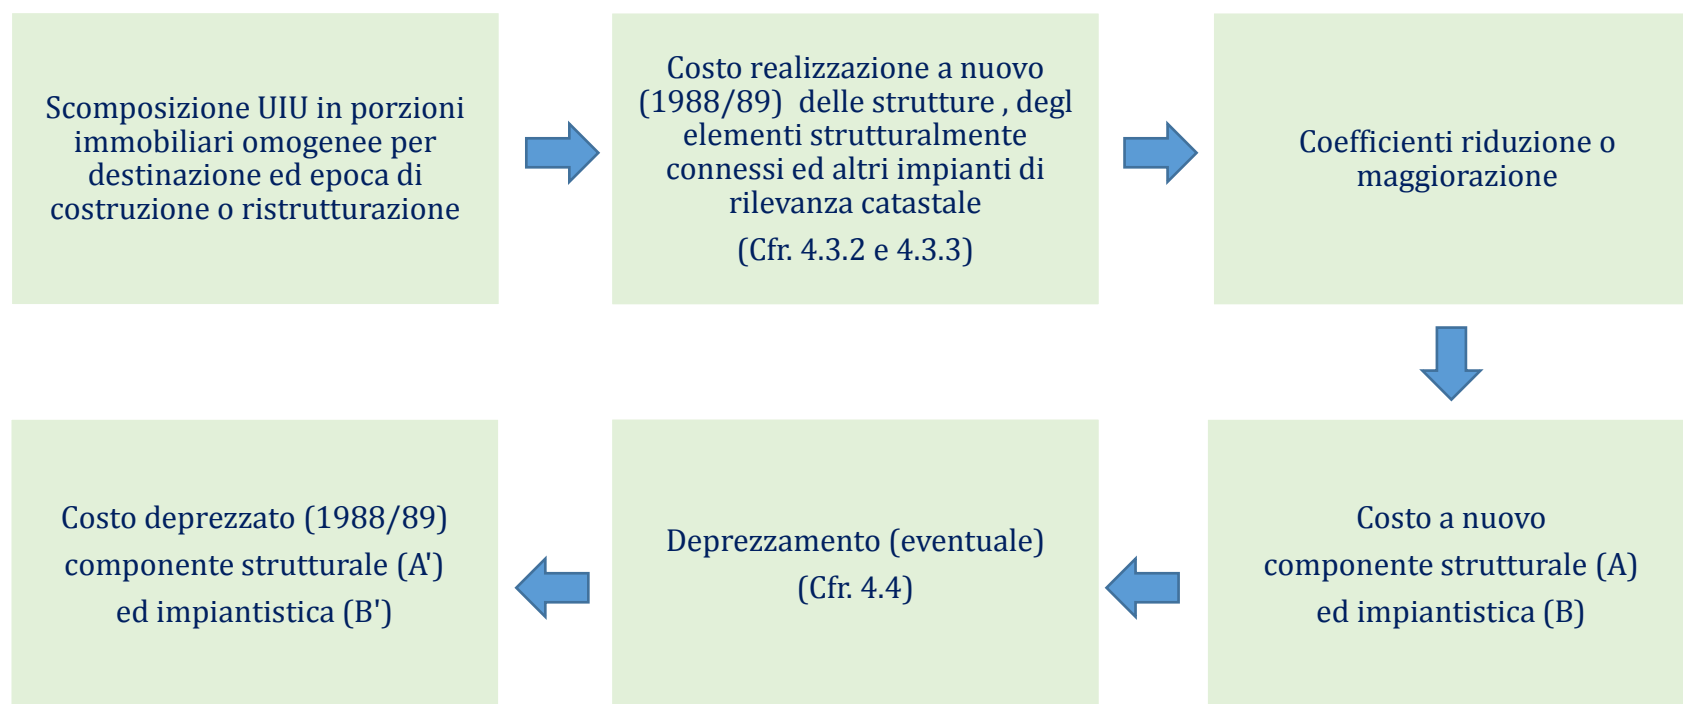 Scomposizione UIU in porzioni
immobiliari omogenee per
destinazione ed epoca di
costruzione o ristrutturazione
Costo realizzazione a nuovo
(1988/89)  delle strutture , degl
elementi strutturalmente
connessi ed altri impianti di
rilevanza catastale
(Cfr. 4.3.2 e 4.3.3)
Coefficienti riduzione o
maggiorazione
Costo a nuovo
componente strutturale (A)
ed impiantistica (B)
Deprezzamento (eventuale)
(Cfr. 4.4)
Costo deprezzato (1988/89)
componente strutturale (A')
ed impiantistica (B')